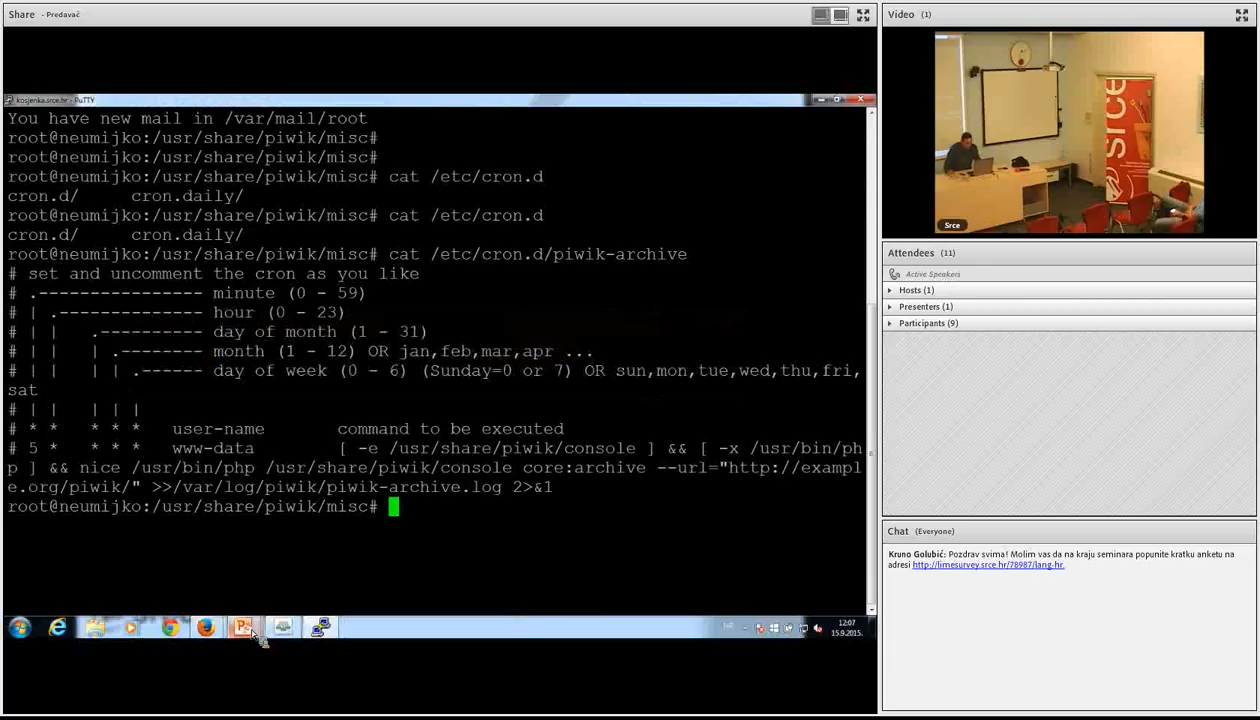 Share - Predavač
Video (1)
kosjenka.srce.hr - PuTTY
You have new mail in /var/mail/root
root@neumijko:/usr/share/piwik/misc#
root@neumijko:/usr/share/piwik/misc#
root@neumijko:/usr/share/piwik/misc# cat /etc/cron.d
cron.d/ cron.daily/
root@neumijko:/usr/share/piwik/misc# cat /etc/cron.d
cron.d/ cron.daily/
root@neumijko:/usr/share/piwik/misc# cat /etc/cron.d/piwik-archive
# set and uncomment the cron as you like
# .---------------- minute (0 - 59)
# | .-------------- hour (0 - 23)
# | | .---------- day of month (1 - 31)
# | | | .-------- month (1 - 12) OR jan,feb,mar,apr ...
# | | | | .------ day of week (0 - 6) (Sunday=0 or 7) OR sun,mon,tue,wed,thu,fri,
sat
# | | | | |
# * * * * * user-name command to be executed
# 5 * * * * www-data [ -e /usr/share/piwik/console ] && [ -x /usr/bin/ph
p ] && nice /usr/bin/php /usr/share/piwik/console core:archive --url="http://exampl
e.org/piwik/" >>/var/log/piwik/piwik-archive.log 2>&1
root@neumijko:/usr/share/piwik/misc#
12:07
15.9.2015.
srce
Srce
Attendees (11)
Active Speakers
Hosts (1)
Presenters (1)
Participants (9)
Chat (Everyone)
Kruno Golubić: Pozdrav svima! Molim vas da na kraju seminara popunite kratku anketu na
adresi http://limesurvey.srce.hr/78987/lang-hr.